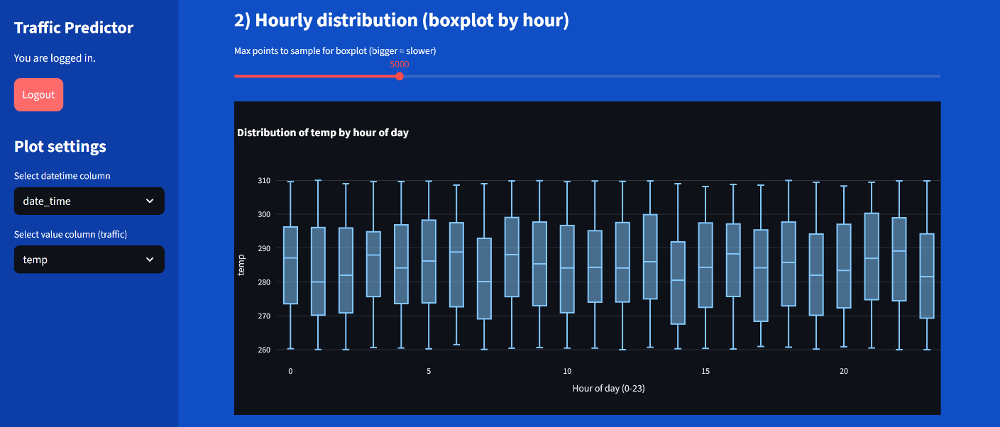 Traffic Predictor
You are logged in.
Logout
Plot settings
Select datetime column
date_time
Select value column (traffic)
temp
2) Hourly distribution (boxplot by hour)
Max points to sample for boxplot (bigger = slower)
5000
Distribution of temp by hour of day
310
300
290
280
270
260
temp
0 5 10 15 20
Hour of day (0-23)